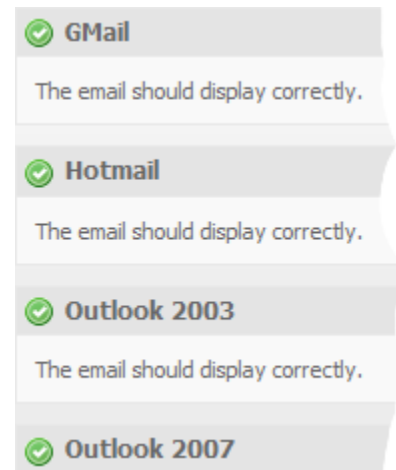 GMail
The email should display correctly.
Hotmail
The email should display correctly.
Outlook 2003
The email should display correctly.
Outlook 2007